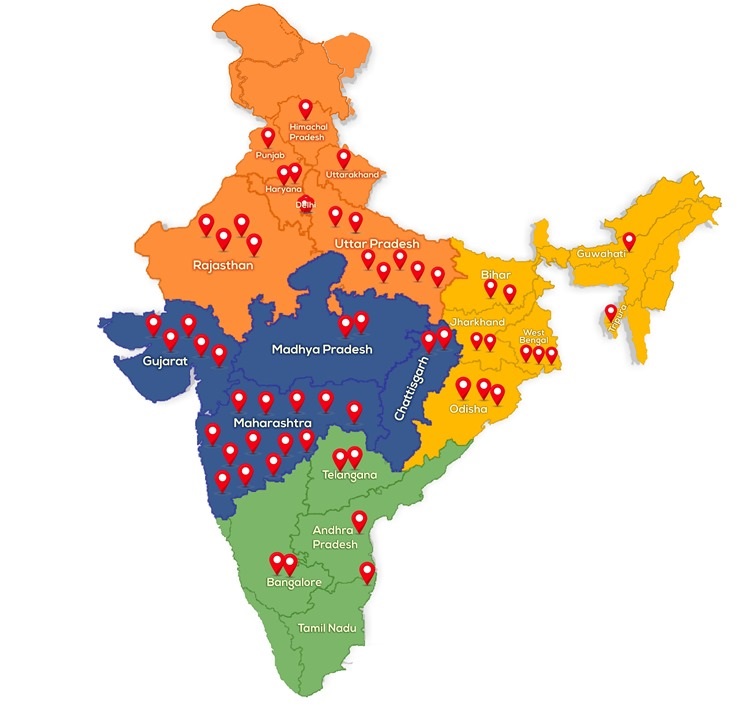 Himachal
Pradesh
Punjab
Uttarakhand
Haryana
Delhi
Uttar Pradesh
Rajasthan
Guwahati
Bihar
Tripura
Jharkhand
West
Bengal
Madhya Pradesh
Gujarat
Chattisgarh
Odisha
Maharashtra
Telangana
Andhra
Pradesh
Bangalore
Tamil Nadu